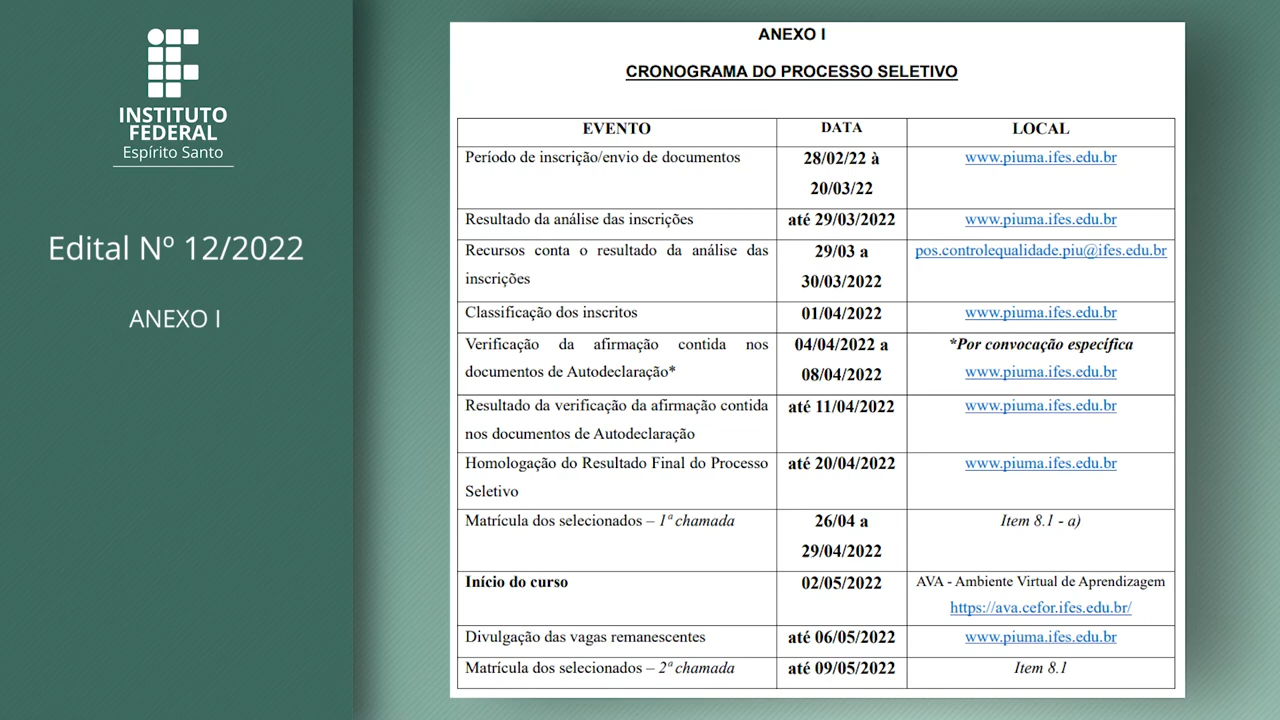 INSTITUTO
FEDERAL
Espírito Santo
Edital Nº 12/2022
ANEXO I
ANEXO I
CRONOGRAMA DO PROCESSO SELETIVO
EVENTO DATA LOCAL
Período de inscrição/envio de documentos 28/02/22 à www.piuma.ifes.edu.br
20/03/22
Resultado da análise das inscrições até 29/03/2022 www.piuma.ifes.edu.br
Recursos conta o resultado da análise das 29/03 a pos.controlequalidade.piu@ifes.edu.br
inscrições 30/03/2022
Classificação dos inscritos 01/04/2022 www.piuma.ifes.edu.br
Verificação da afirmação contida nos 04/04/2022 a *Por convocação específica
documentos de Autodeclaração* 08/04/2022 www.piuma.ifes.edu.br
Resultado da verificação da afirmação contida até 11/04/2022 www.piuma.ifes.edu.br
nos documentos de Autodeclaração
Homologação do Resultado Final do Processo até 20/04/2022 www.piuma.ifes.edu.br
Seletivo
Matrícula dos selecionados – 1ª chamada 26/04 a Item 8.1 - a)
29/04/2022
Início do curso 02/05/2022 AVA - Ambiente Virtual de Aprendizagem
https://ava.cefor.ifes.edu.br/
Divulgação das vagas remanescentes até 06/05/2022 www.piuma.ifes.edu.br
Matrícula dos selecionados – 2ª chamada até 09/05/2022 Item 8.1